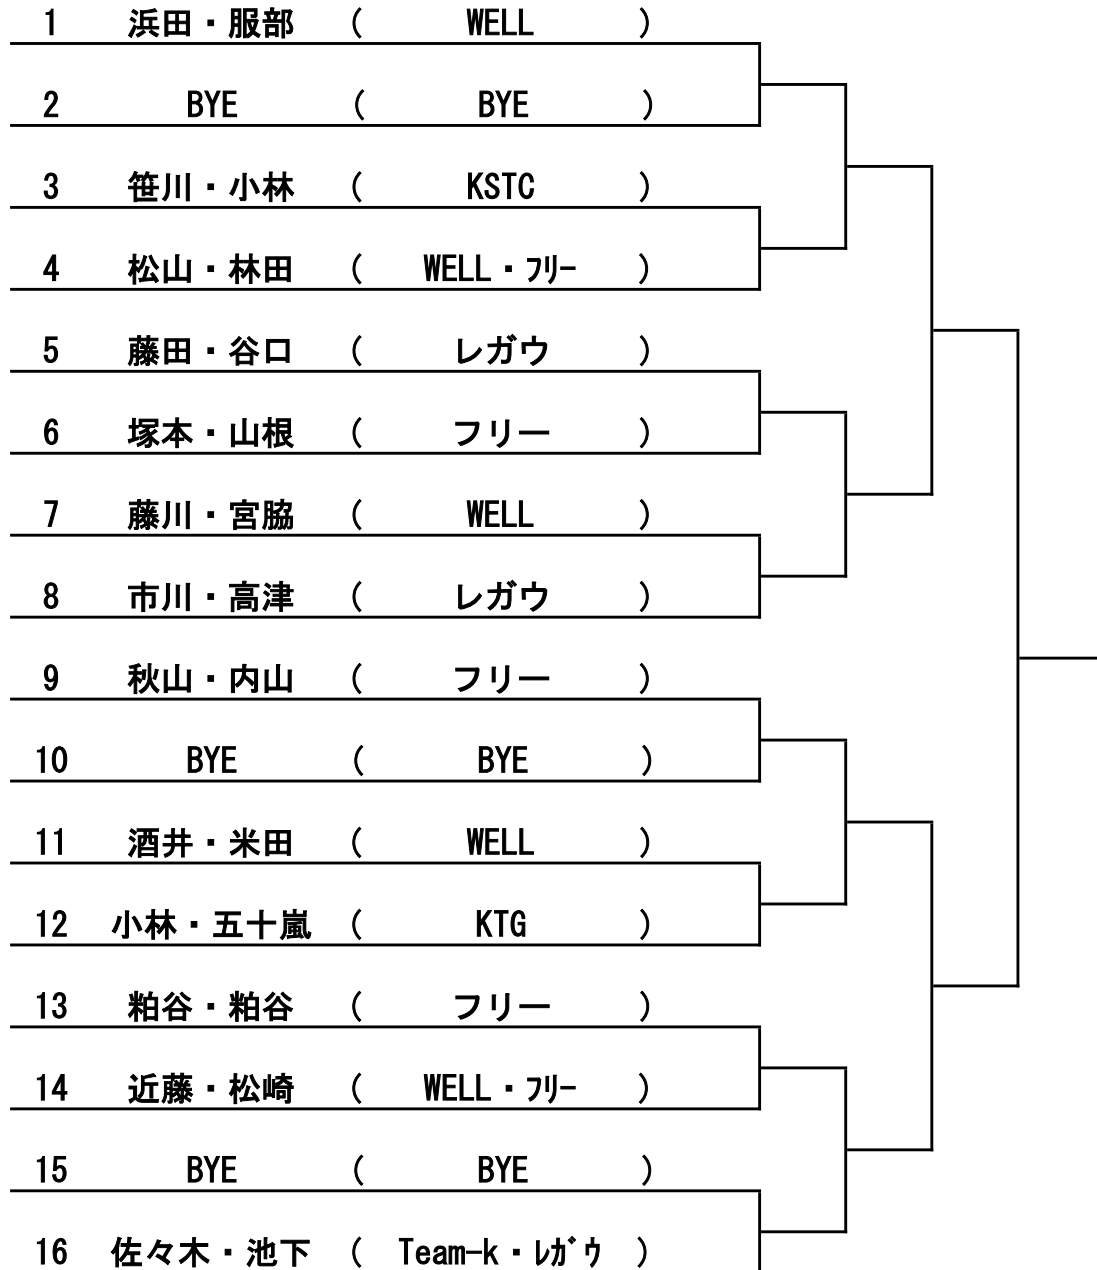 1 浜田・服部 ( WELL )
2 BYE ( BYE )
3 笹川・小林 ( KSTC )
4 松山・林田 ( WELL・ﾌﾘｰ )
5 藤田・谷口 ( レガウ )
6 塚本・山根 ( フリー )
7 藤川・宮脇 ( WELL )
8 市川・高津 ( レガウ )
9 秋山・内山 ( フリー )
10 BYE ( BYE )
11 酒井・米田 ( WELL )
12 小林・五十嵐 ( KTG )
13 粕谷・粕谷 ( フリー )
14 近藤・松崎 ( WELL・ﾌﾘｰ )
15 BYE ( BYE )
16 佐々木・池下 ( Team-k・ﾚｶﾞｳ )